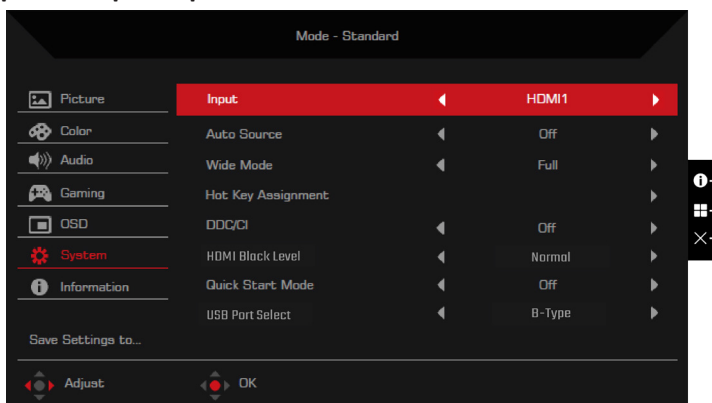 Mode - Standard
Picture
Color
Audio
Gaming
OSD
System
Information
Save Settings to...
Input HDMI1
Auto Source Off
Wide Mode Full
Hot Key Assignment
DDC/CI Off
HDMI Black Level Normal
Quick Start Mode Off
USB Port Select B-Type
Adjust OK